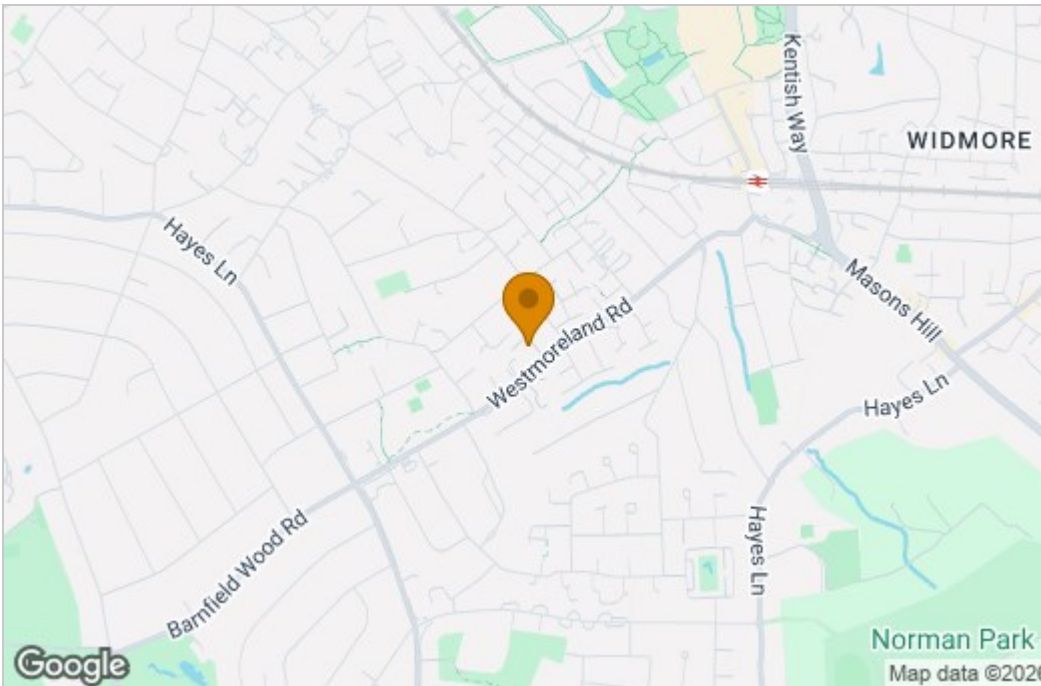 Kentish Way
WIDMORE
Hayes Ln
Masons Hill
Westmoreland Rd
Hayes Ln
Barnfield Wood Rd
Hayes Ln
Norman Park
Google
Map data ©2026